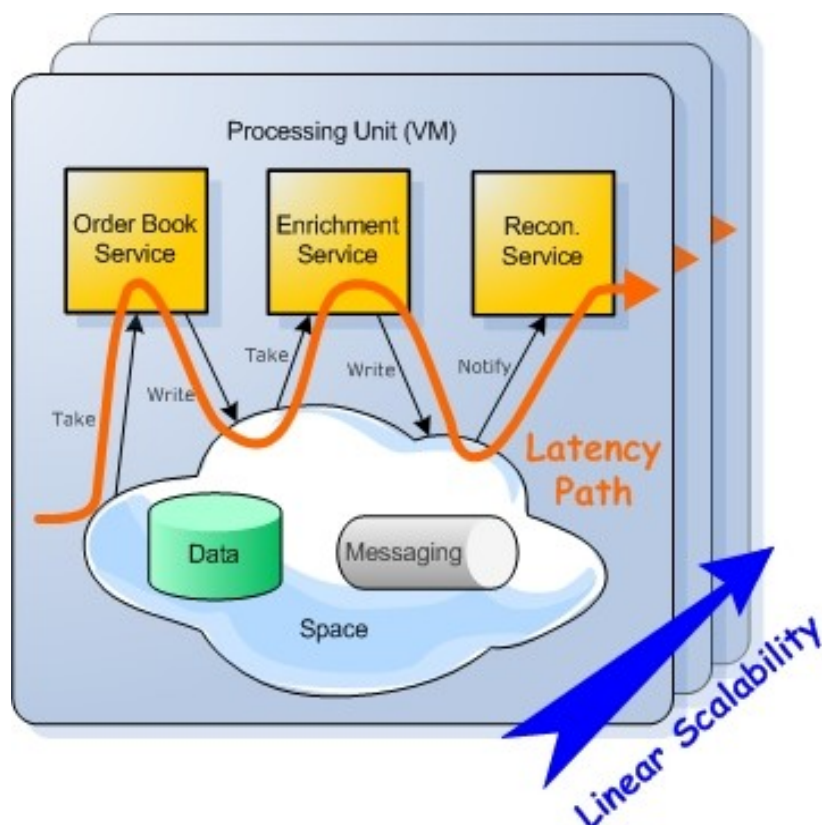 Processing Unit (VM)
Order Book
Service
Enrichment
Service
Recon.
Service
Take
Write
Take
Write
Notify
Latency
Path
Data
Messaging
Space
Linear Scalability